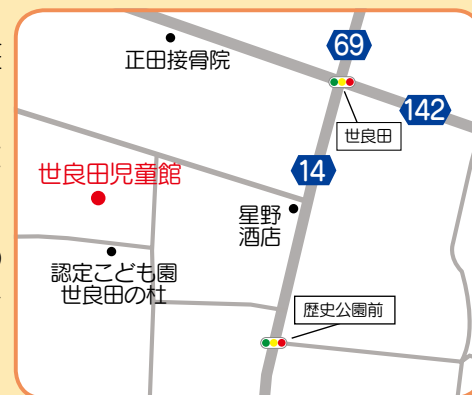 69
正田接骨院
142
世良田
14
世良田児童館
星野
酒店
認定こども園
世良田の杜
歴史公園前